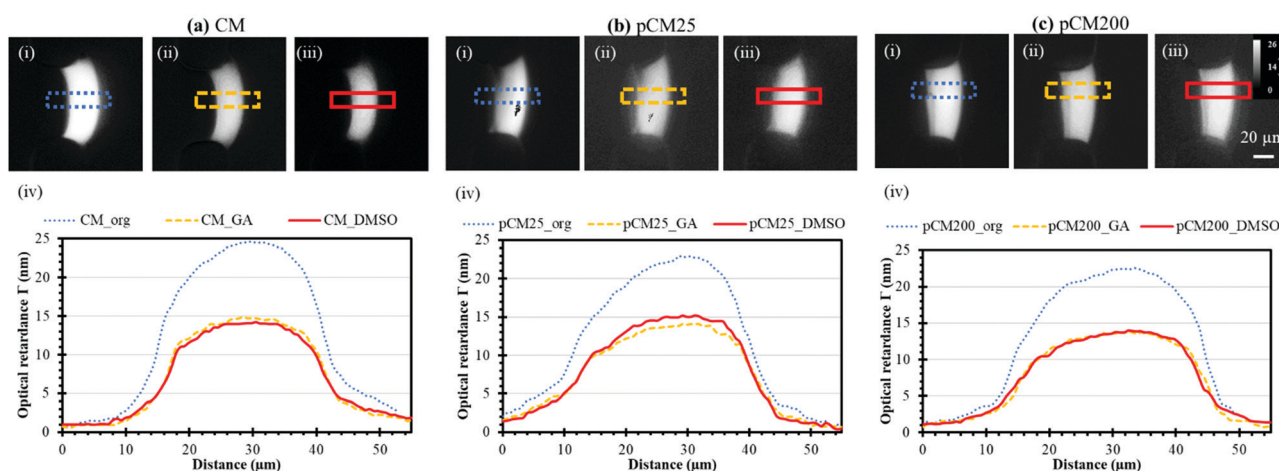 (a) CM
(b) pCM25
(c) pCM200
(i)
(ii)
(iii)
(i)
(ii)
(iii)
(i)
(ii)
(iii)
26
14
0
20 µm
(iv)
CM_org
CM_GA
CM_DMSO
25
20
15
10
5
0
Optical retardance Γ (nm)
0 10 20 30 40 50
Distance (µm)
(iv)
pCM25_org
pCM25_GA
pCM25_DMSO
25
20
15
10
5
0
Optical retardance Γ (nm)
0 10 20 30 40 50
Distance (µm)
(iv)
pCM200_org
pCM200_GA
pCM200_DMSO
25
20
15
10
5
0
Optical retardance Γ (nm)
0 10 20 30 40 50
Distance (µm)